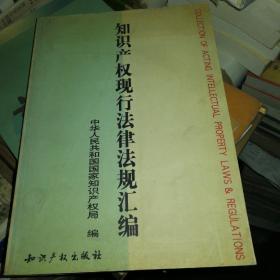 知识产权现行法律法规汇编
中华人民共和国国家知识产权局 编
COLLECTION OF ACTING INTELLECTUAL PROPERTY LAWS & REGULATIONS
知识产权出版社